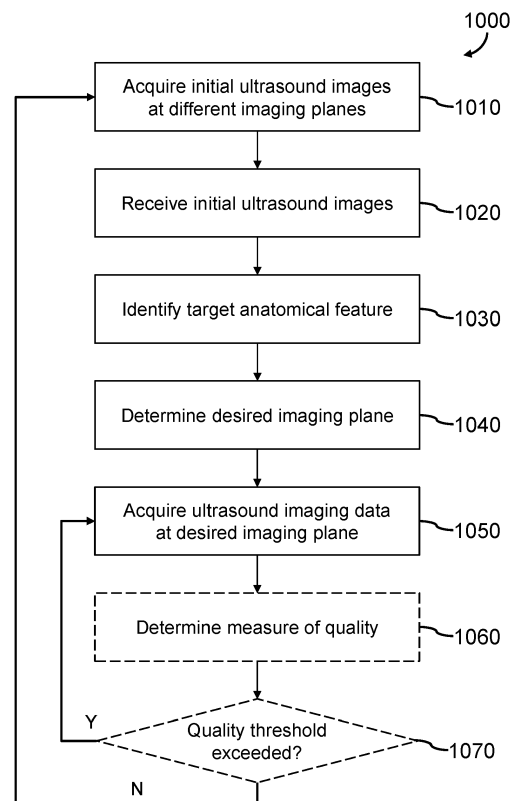 1000
Acquire initial ultrasound images
at different imaging planes
1010
Receive initial ultrasound images
1020
Identify target anatomical feature
1030
Determine desired imaging plane
1040
Acquire ultrasound imaging data
at desired imaging plane
1050
Determine measure of quality
1060
Y
Quality threshold
exceeded?
1070
N